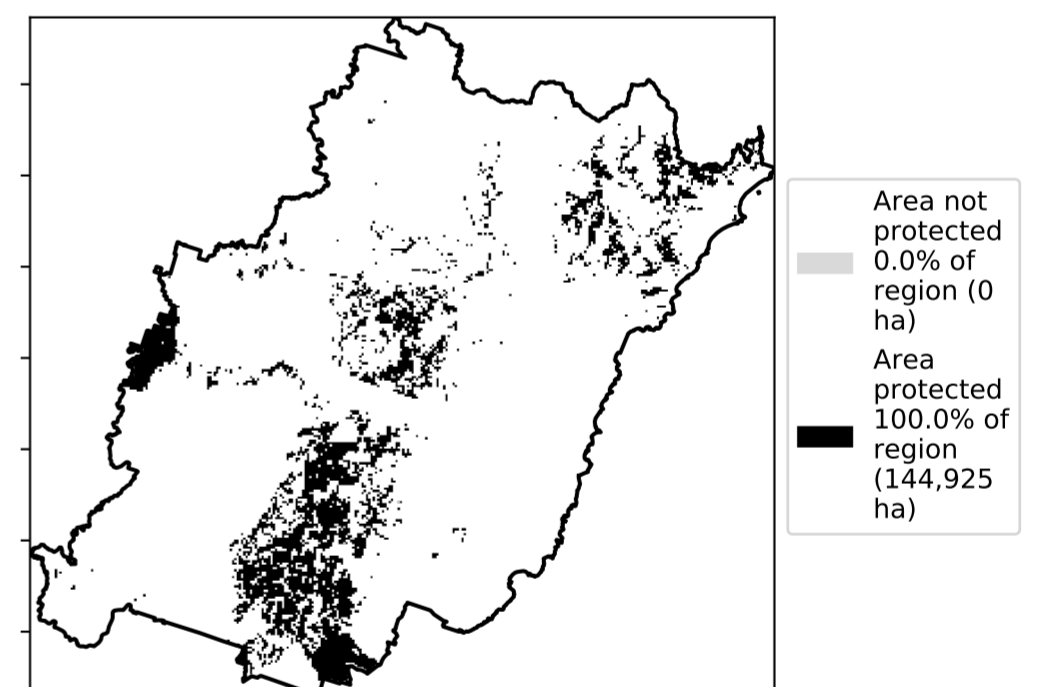 Area not
protected
0.0% of
region (0
ha)
Area
protected
100.0% of
region
(144,925
ha)